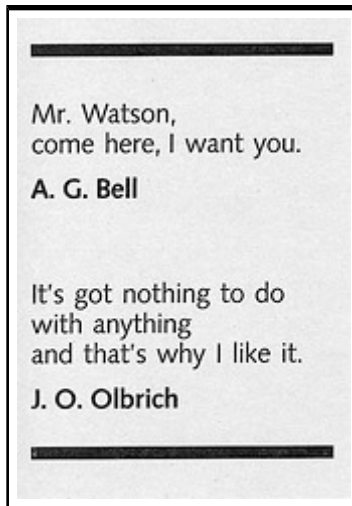 Mr. Watson,
come here, I want you.
A. G. Bell
It's got nothing to do
with anything
and that's why I like it.
J. O. Olbrich